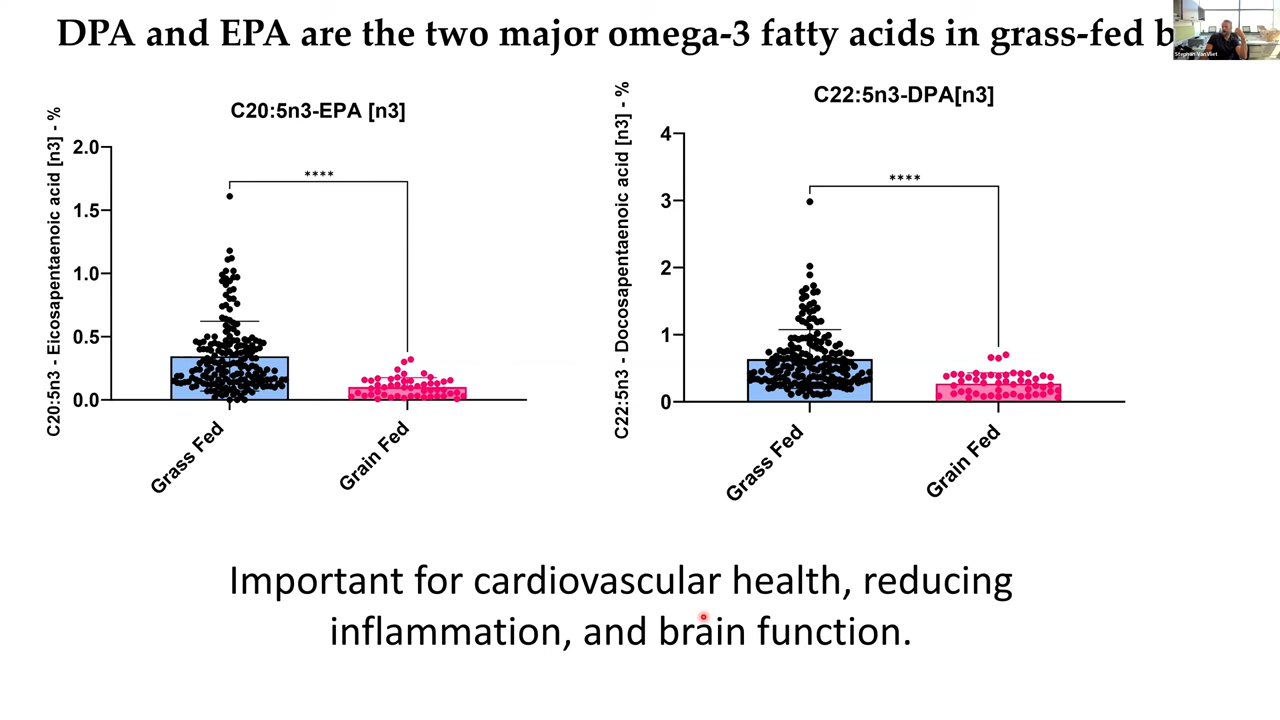 DPA and EPA are the two major omega-3 fatty acids in grass-fed b
Stephan VanVliet
C20:5n3-EPA [n3]
C20:5n3 - Eicosapentaenoic acid [n3] - %
2.0
1.5
1.0
0.5
0.0
****
Grass Fed
Grain Fed
C22:5n3-DPA[n3]
C22:5n3 - Docosapentaenoic acid [n3] - %
4
3
2
1
0
****
Grass Fed
Grain Fed
Important for cardiovascular health, reducing
inflammation, and brain function.